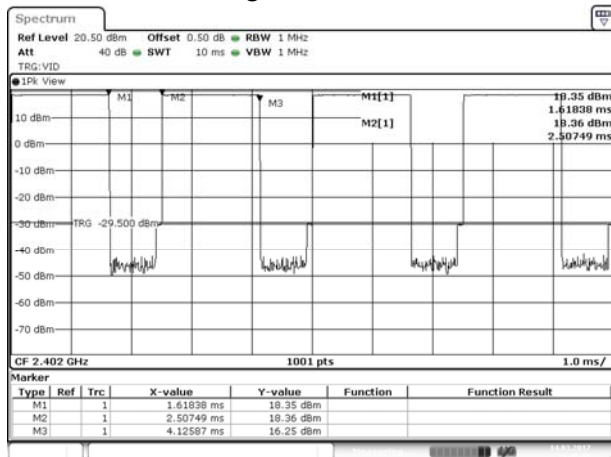 Spectrum
Ref Level 20.50 dBm Offset 0.50 dB RBW 1 MHz
Att 40 dB SWT 10 ms VBW 1 MHz
TRG:VID
1Pk View
M1 M2 M3
M1[1] 18.35 dBm
1.61838 ms
M2[1] 18.36 dBm
2.50749 ms
10 dBm
0 dBm
-10 dBm
-20 dBm
-30 dBm TRG -29.500 dBm
-40 dBm
-50 dBm
-60 dBm
-70 dBm
CF 2.402 GHz 1001 pts 1.0 ms/
Marker
Type Ref Trc X-value Y-value Function Function Result
M1 1 1.61838 ms 18.35 dBm
M2 1 2.50749 ms 18.36 dBm
M3 1 4.12587 ms 16.25 dBm